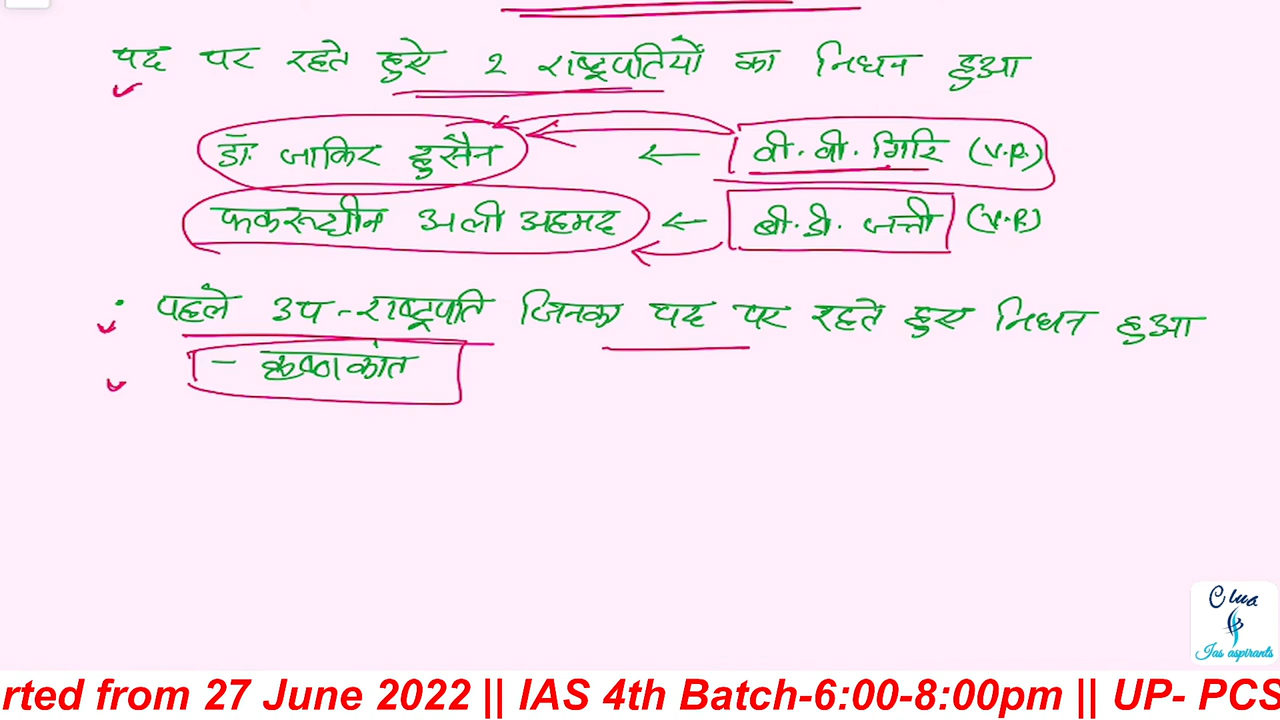 पद पर रहते हुऐ 2 राष्ट्रपतियों का निधन हुआ
डॉ. जाकिर हुसैन ← वी. वी. गिरि (V.P.)
फकरूद्दीन अली अहमद ← बी. डी. जत्ती (V.P)
· पहले उप-राष्ट्रपति जिनका पद पर रहते हुए निधन हुआ
- कृष्णकांत
Clua
Ias aspirants
rted from 27 June 2022 || IAS 4th Batch-6:00-8:00pm || UP- PCS